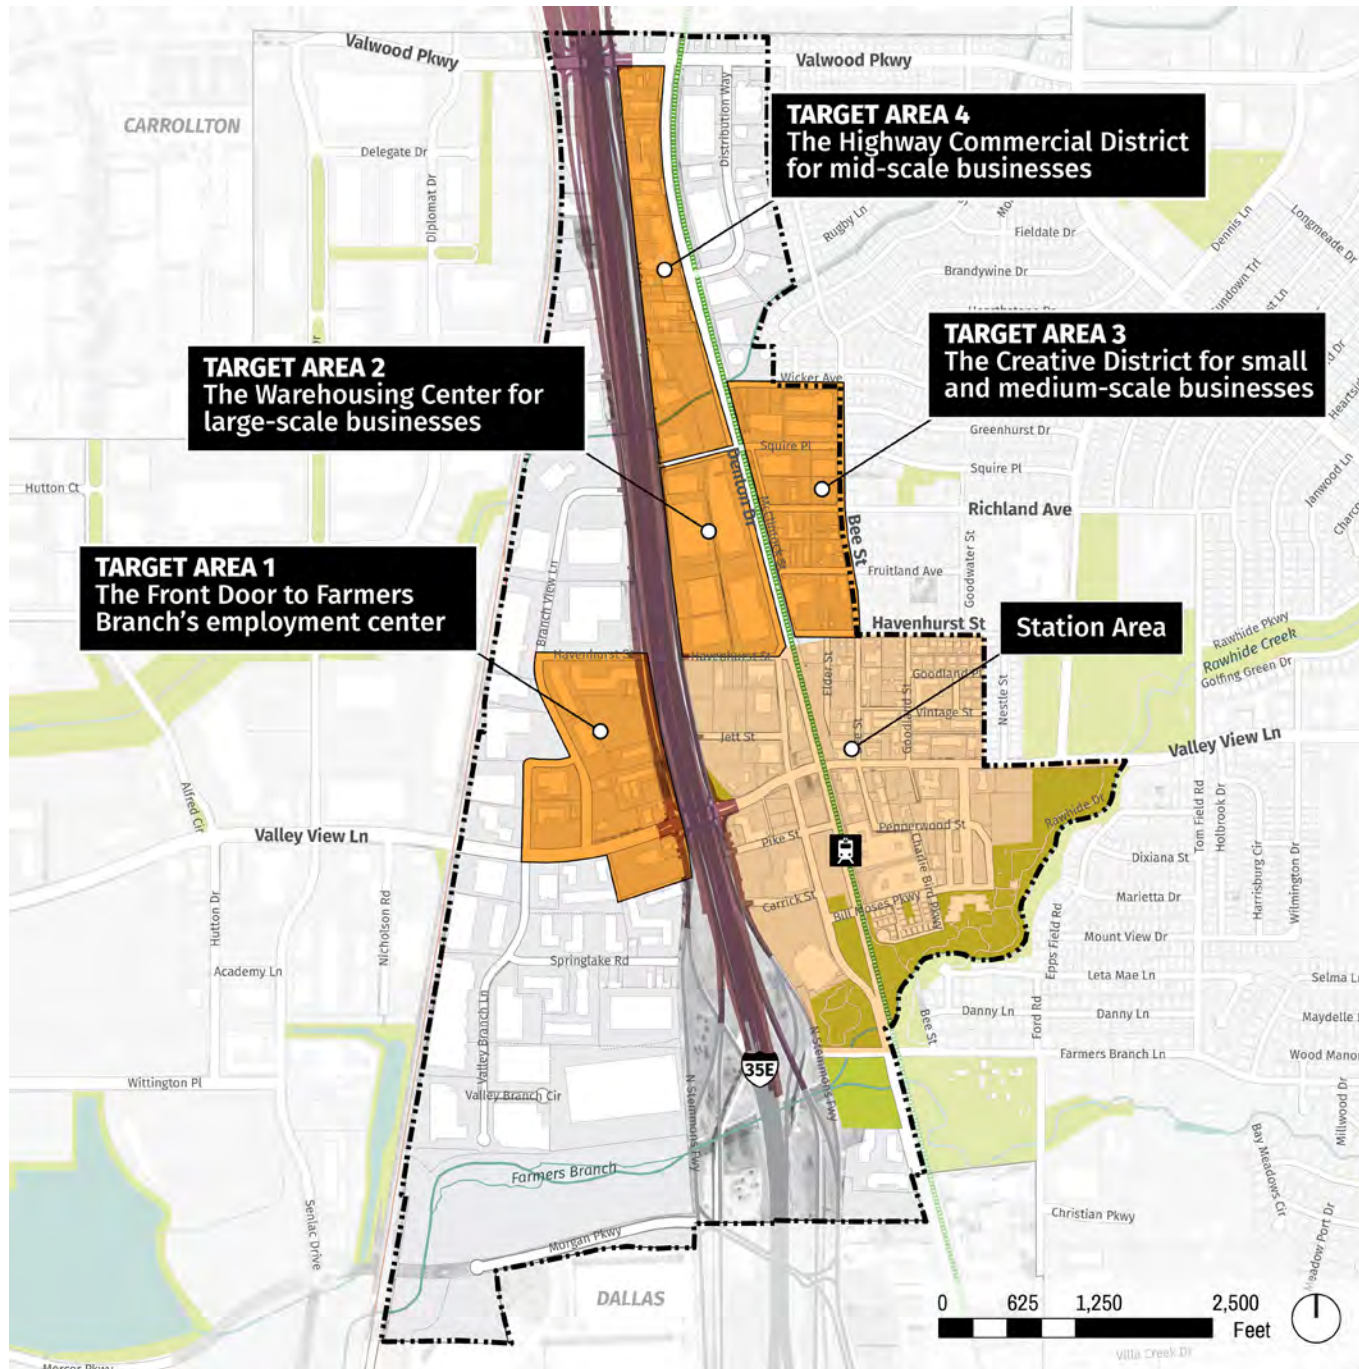 Valwood Pkwy
Valwood Pkwy
CARROLLTON
Delegate Dr
Diplomat Dr
Distribution Way
TARGET AREA 4
The Highway Commercial District
for mid-scale businesses
Rugby Ln
Fieldale Dr
Dennis Ln
Longmeade Dr
Brandywine Dr
TARGET AREA 3
The Creative District for small
and medium-scale businesses
TARGET AREA 2
The Warehousing Center for
large-scale businesses
Wicker Ave
Greenhurst Dr
Squire Pl
Squire Pl
Janwood Ln
Hutton Ct
Denton Dr
Richland Ave
Bee St
TARGET AREA 1
The Front Door to Farmers
Branch's employment center
Branch View Ln
Fruitland Ave
Goodwater St
Havenhurst St
Station Area
Rawhide Pkwy
Rawhide Creek
Golfing Green Dr
Havenhurst St
Elder St
Goodland Pl
Goodland St
Vintage St
Nestle St
Jett St
Valley View Ln
Alfred Cir
Valley View Ln
Rawhide Dr
Tom Field Rd
Holbrook Dr
Pike St
Pepperwood St
Charlie Bird Pkwy
Dixiana St
Harrisburg Cir
Wilmington Dr
Marietta Dr
Carrick St
Bill Moses Pkwy
Hutton Dr
Nicholson Rd
Mount View Dr
Epps Field Rd
Academy Ln
Springlake Rd
Leta Mae Ln
Danny Ln
Ford Rd
Danny Ln
Bee St
Valley Branch Ln
N Stemmons Fwy
Farmers Branch Ln
35E
Wittington Pl
Valley Branch Cir
N Stemmons Fwy
Millwood Dr
Bay Meadows Cir
Farmers Branch
Senlac Drive
Christian Pkwy
Meadow Port Dr
Morgan Pkwy
DALLAS
0 625 1,250 2,500
Feet
Villa Creek Dr